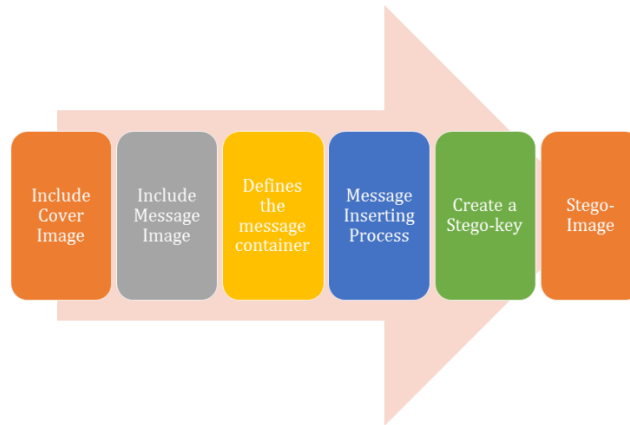 Include
Cover
Image
Include
Message
Image
Defines
the
message
container
Message
Inserting
Process
Create a
Stego-key
Stego-
Image